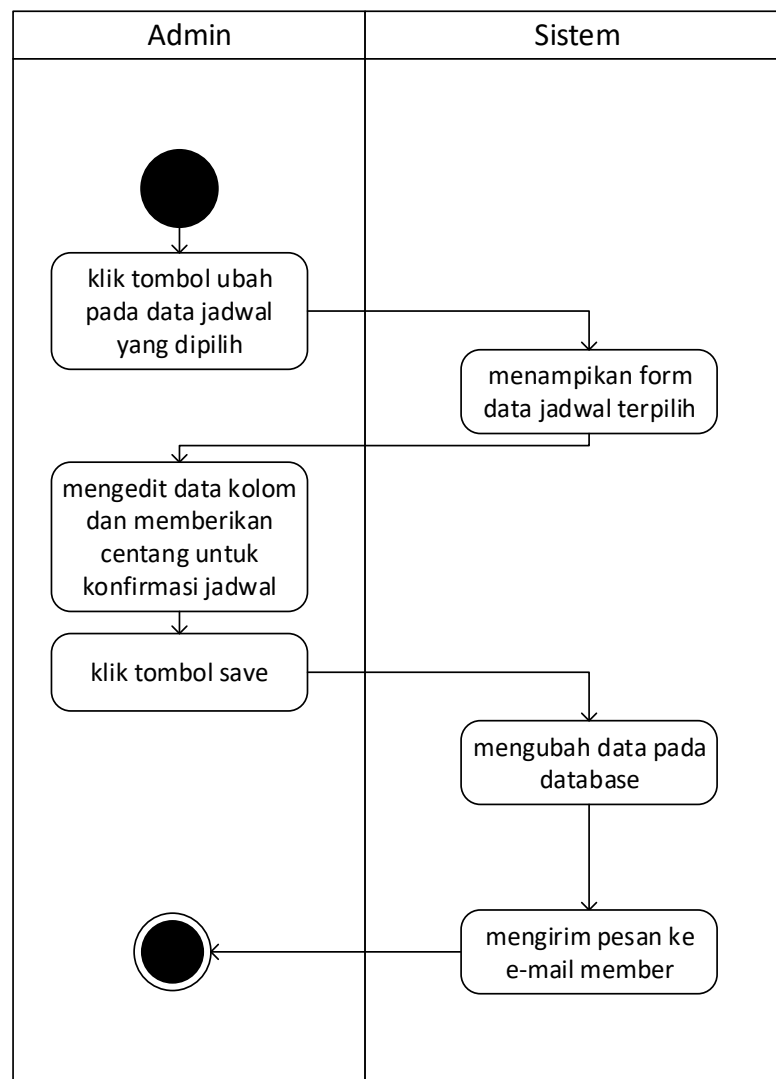 Admin
Sistem
klik tombol ubah
pada data jadwal
yang dipilih
menampikan form
data jadwal terpilih
mengedit data kolom
dan memberikan
centang untuk
konfirmasi jadwal
klik tombol save
mengubah data pada
database
mengirim pesan ke
e-mail member